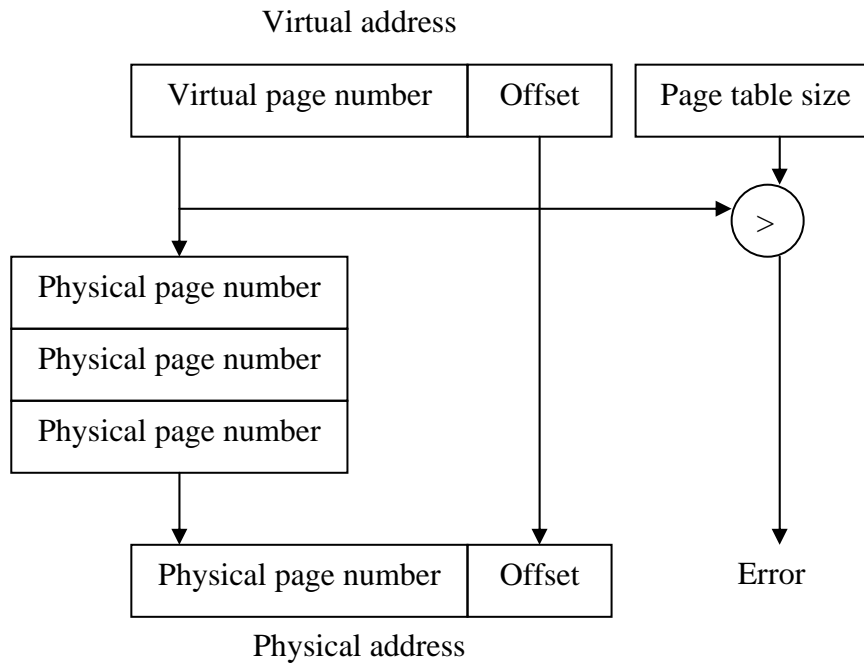 Virtual address
Virtual page number
Offset
Page table size
>
Physical page number
Physical page number
Physical page number
Physical page number
Offset
Error
Physical address